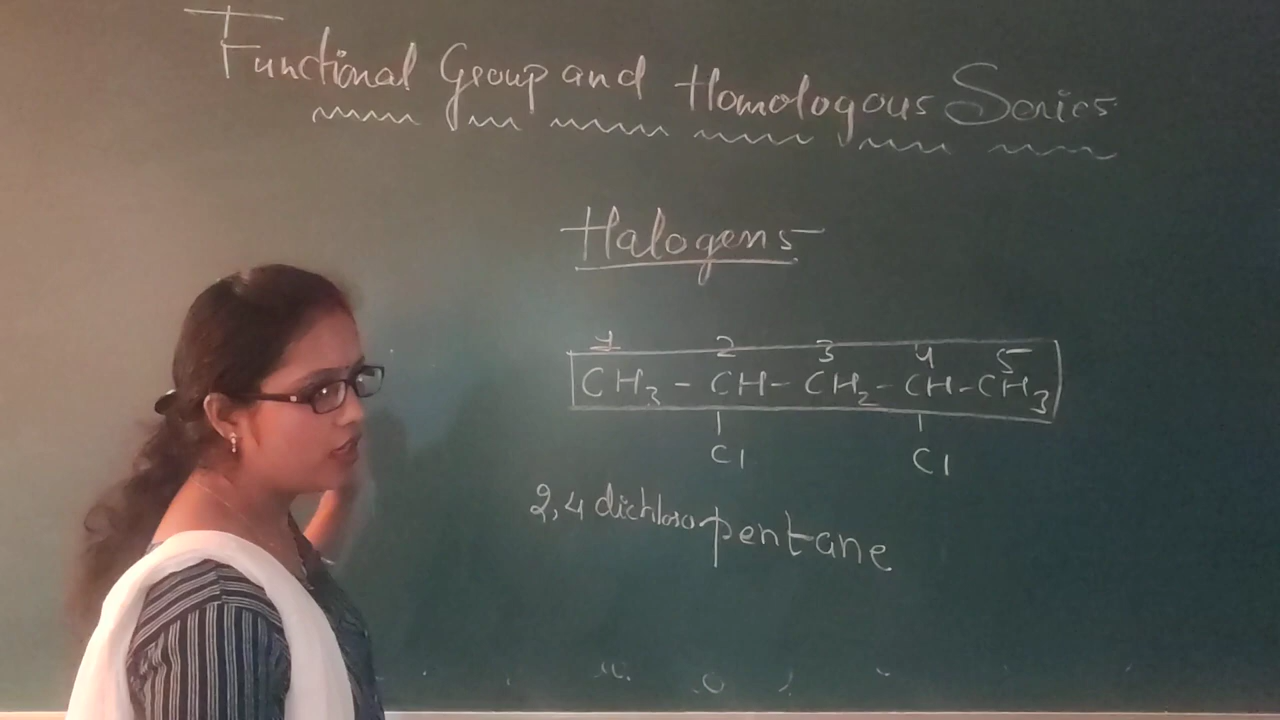 Functional Group and Homologous Series
Halogens
1 2 3 4 5
CH₃ - CH - CH₂ - CH - CH₃
Cl Cl
2,4 dichloro pentane